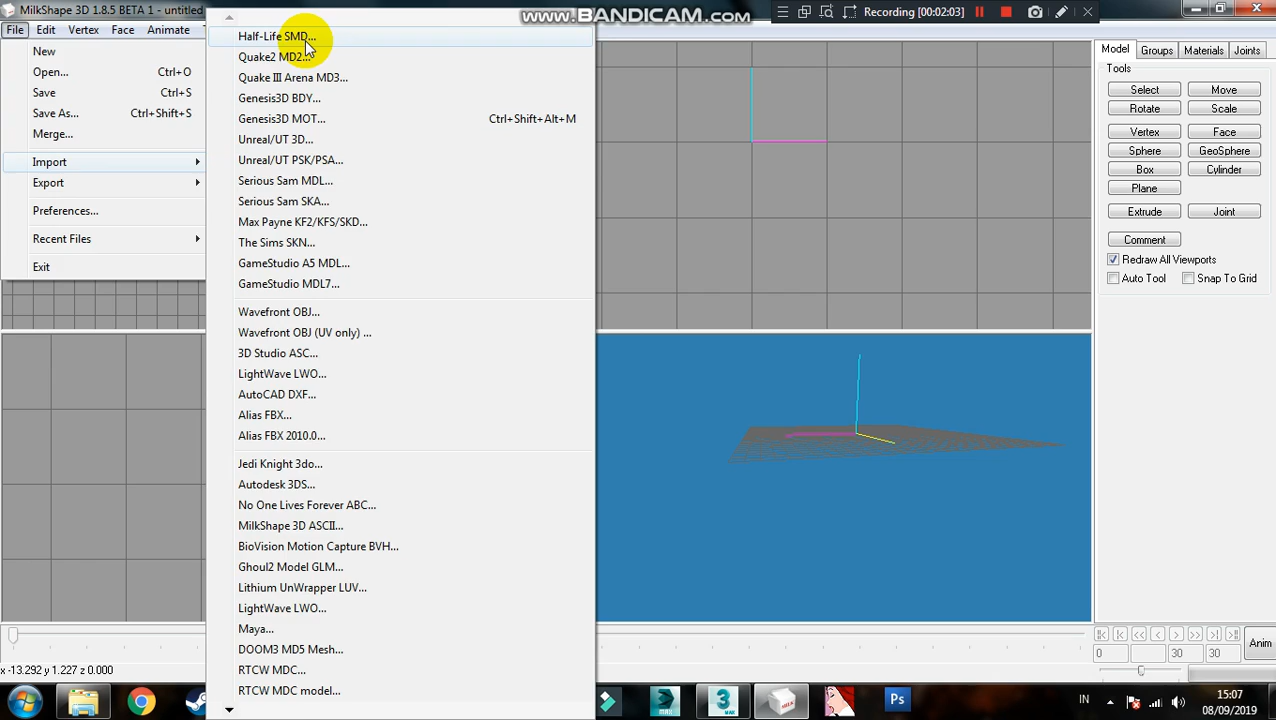 MilkShape 3D 1.8.5 BETA 1 - untitled
www.BANDICAM.com
Recording [00:02:03]
File Edit Vertex Face Animate
New
Open... Ctrl+O
Save Ctrl+S
Save As... Ctrl+Shift+S
Merge...
Import
Export
Preferences...
Recent Files
Exit
Half-Life SMD...
Quake2 MD2...
Quake III Arena MD3...
Genesis3D BDY...
Genesis3D MOT... Ctrl+Shift+Alt+M
Unreal/UT 3D...
Unreal/UT PSK/PSA...
Serious Sam MDL...
Serious Sam SKA...
Max Payne KF2/KFS/SKD...
The Sims SKN...
GameStudio A5 MDL...
GameStudio MDL7...
Wavefront OBJ...
Wavefront OBJ (UV only) ...
3D Studio ASC...
LightWave LWO...
AutoCAD DXF...
Alias FBX...
Alias FBX 2010.0...
Jedi Knight 3do...
Autodesk 3DS...
No One Lives Forever ABC...
MilkShape 3D ASCII...
BioVision Motion Capture BVH...
Ghoul2 Model GLM...
Lithium UnWrapper LUV...
LightWave LWO...
Maya...
DOOM3 MD5 Mesh...
RTCW MDC...
RTCW MDC model...
Model Groups Materials Joints
Tools
Select Move
Rotate Scale
Vertex Face
Sphere GeoSphere
Box Cylinder
Plane
Extrude Joint
Comment
Redraw All Viewports
Auto Tool Snap To Grid
0 30 30
Anim
x -13.292 y 1.227 z 0.000
3
MAX
Ps
IN
15:07
08/09/2019